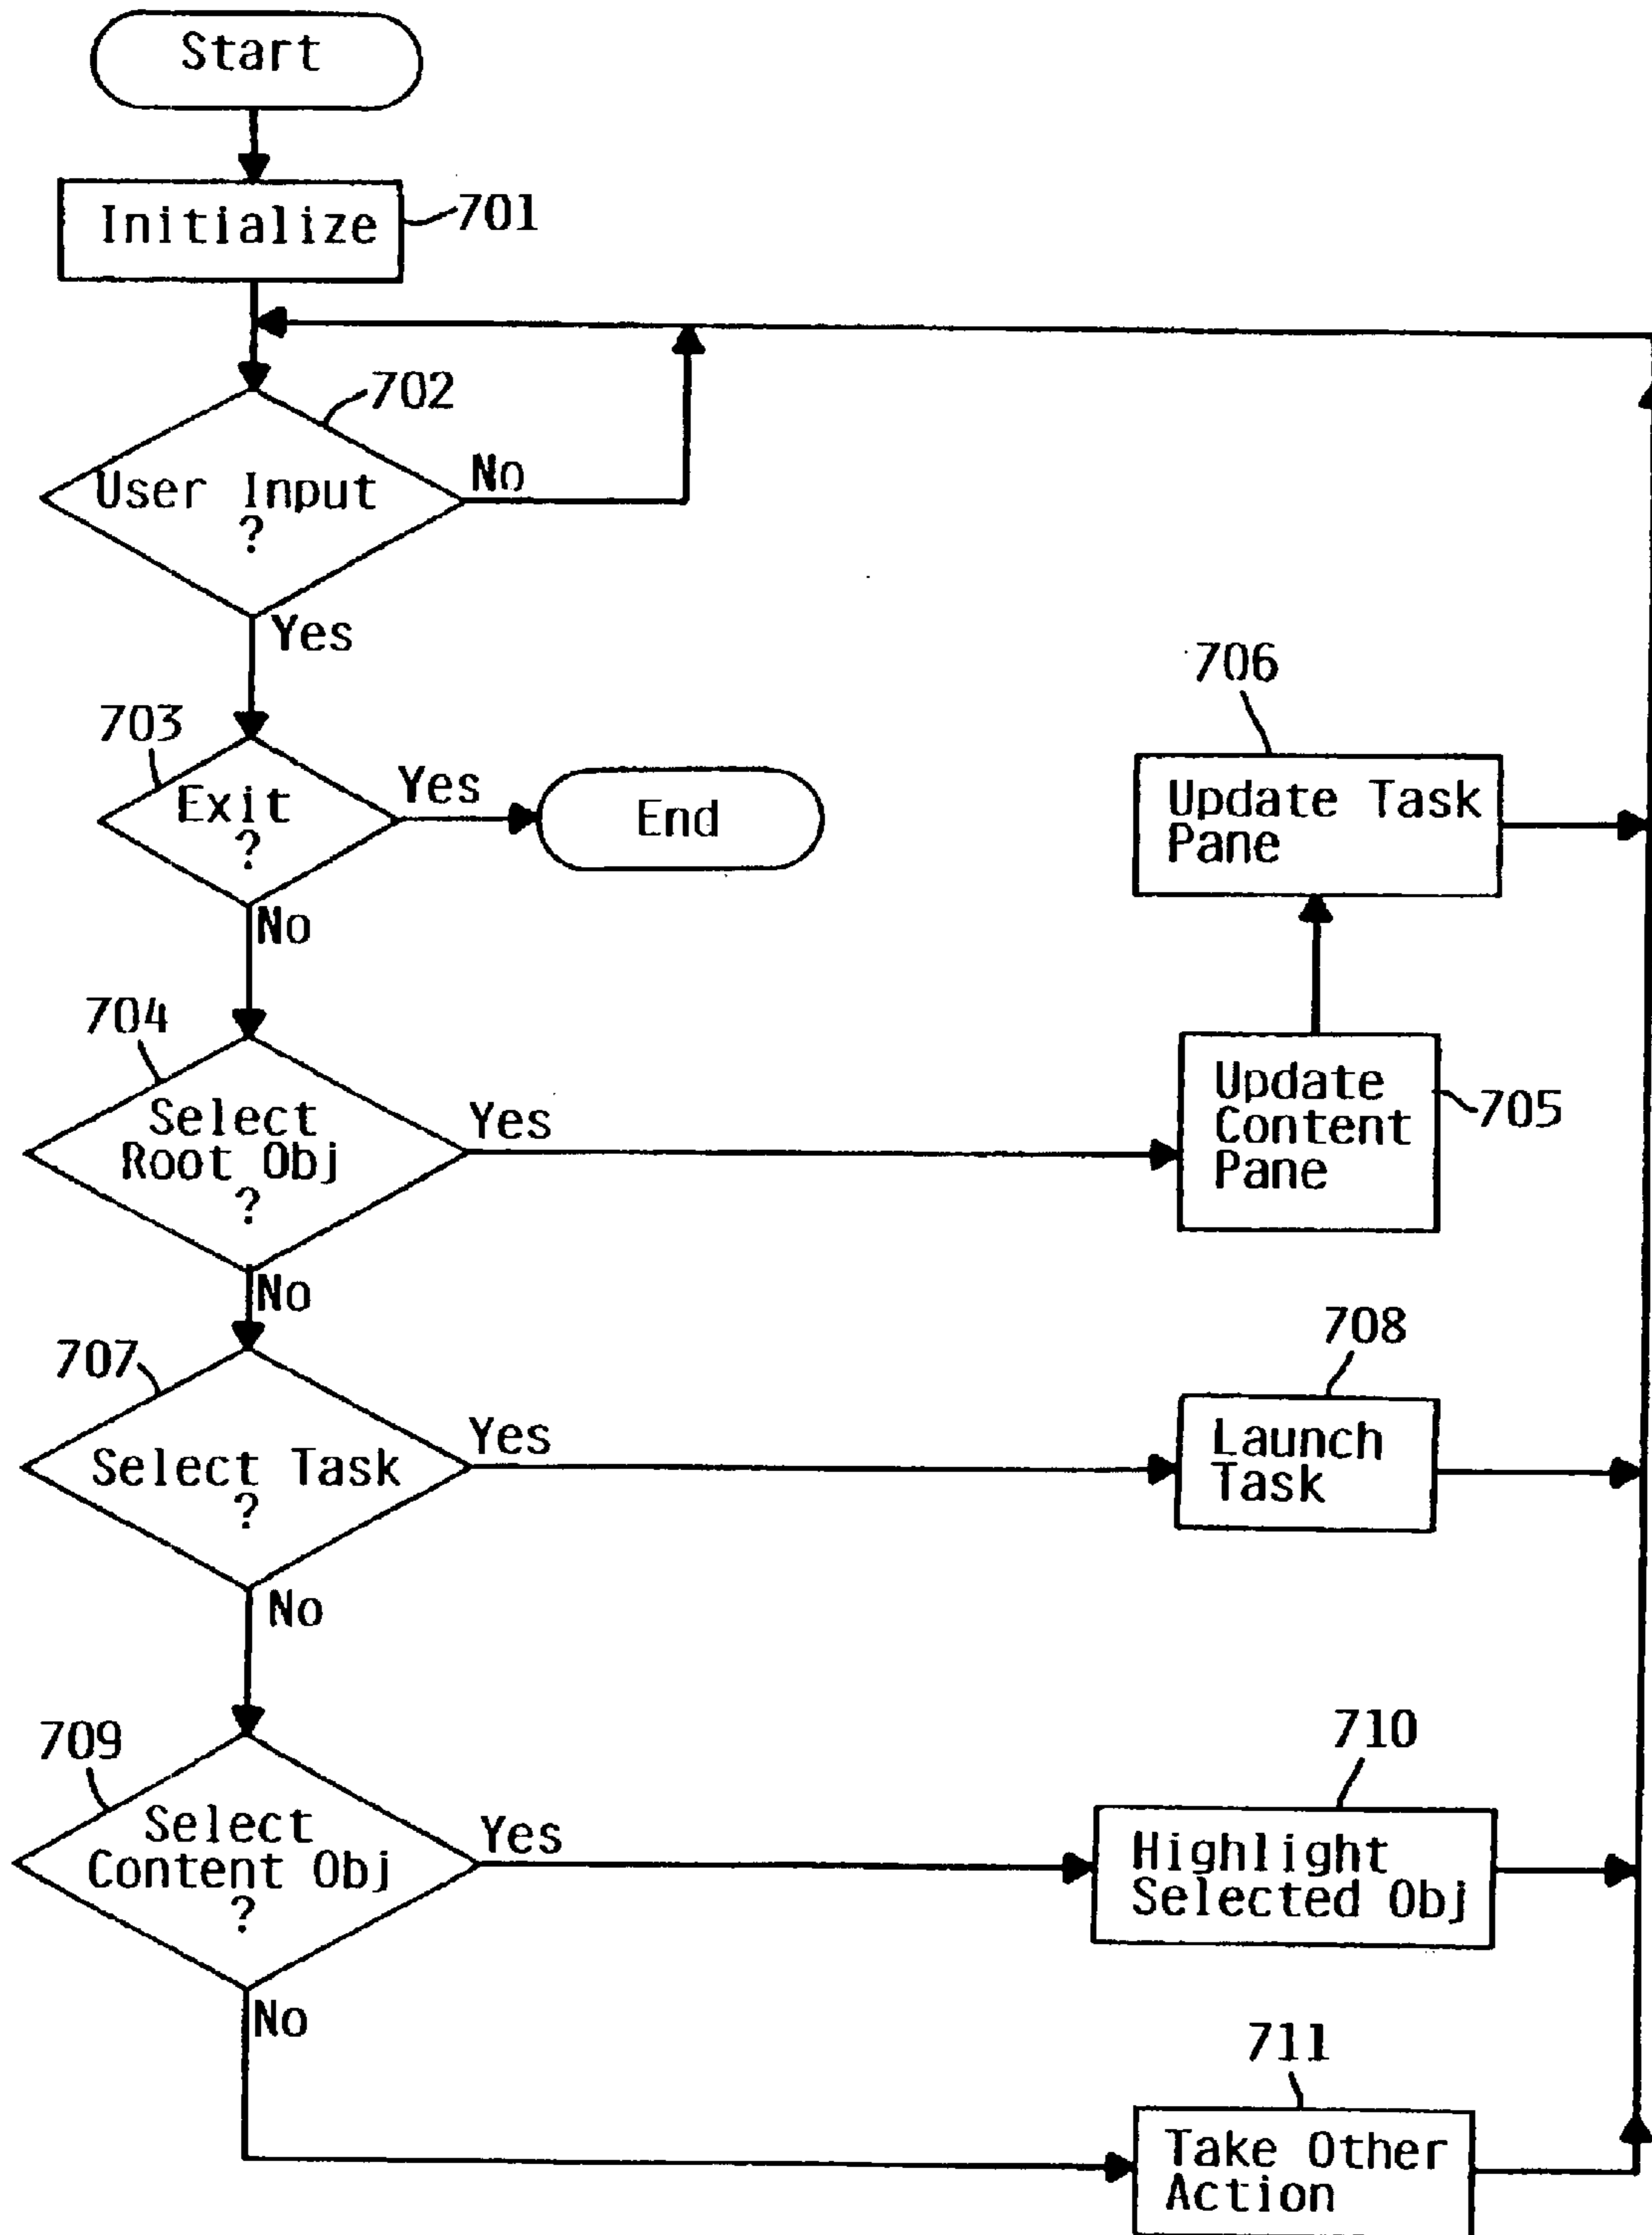 Start
Initialize
701
702
User Input
?
No
Yes
703
Exit
?
Yes
End
No
706
Update Task
Pane
704
Select
Root Obj
?
Yes
Update
Content
Pane
705
No
707
Select Task
?
Yes
708
Launch
Task
No
709
Select
Content Obj
?
Yes
710
Highlight
Selected Obj
No
711
Take Other
Action